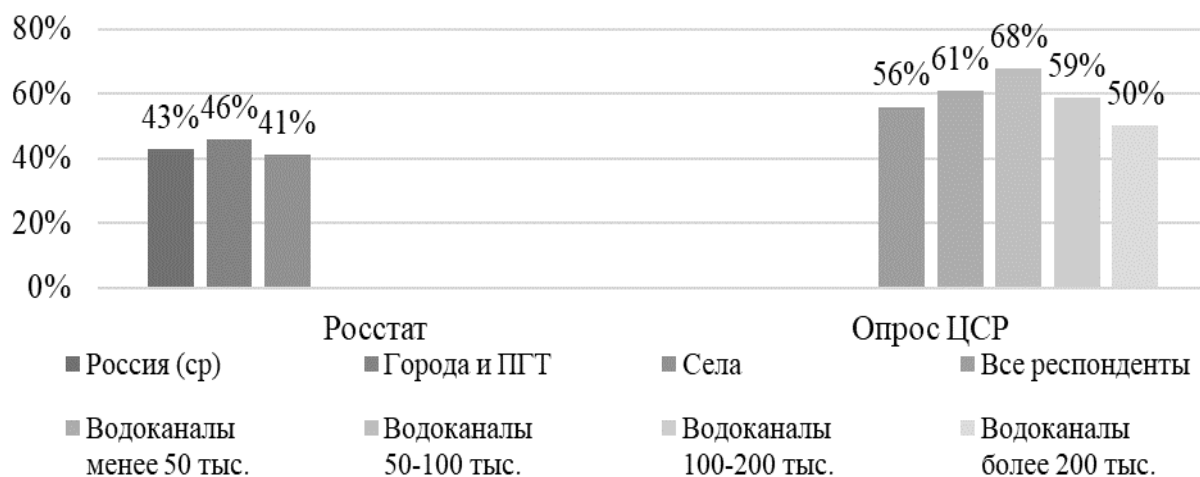 80%
68%
61%
59%
56%
50%
60%
46%
43%
41%
40%
20%
0%
Росстат
Опрос ЦСР
Россия (ср)
Города и ПГТ
Села
Все респонденты
Водоканалы
менее 50 тыс.
Водоканалы
50-100 тыс.
Водоканалы
100-200 тыс.
Водоканалы
более 200 тыс.